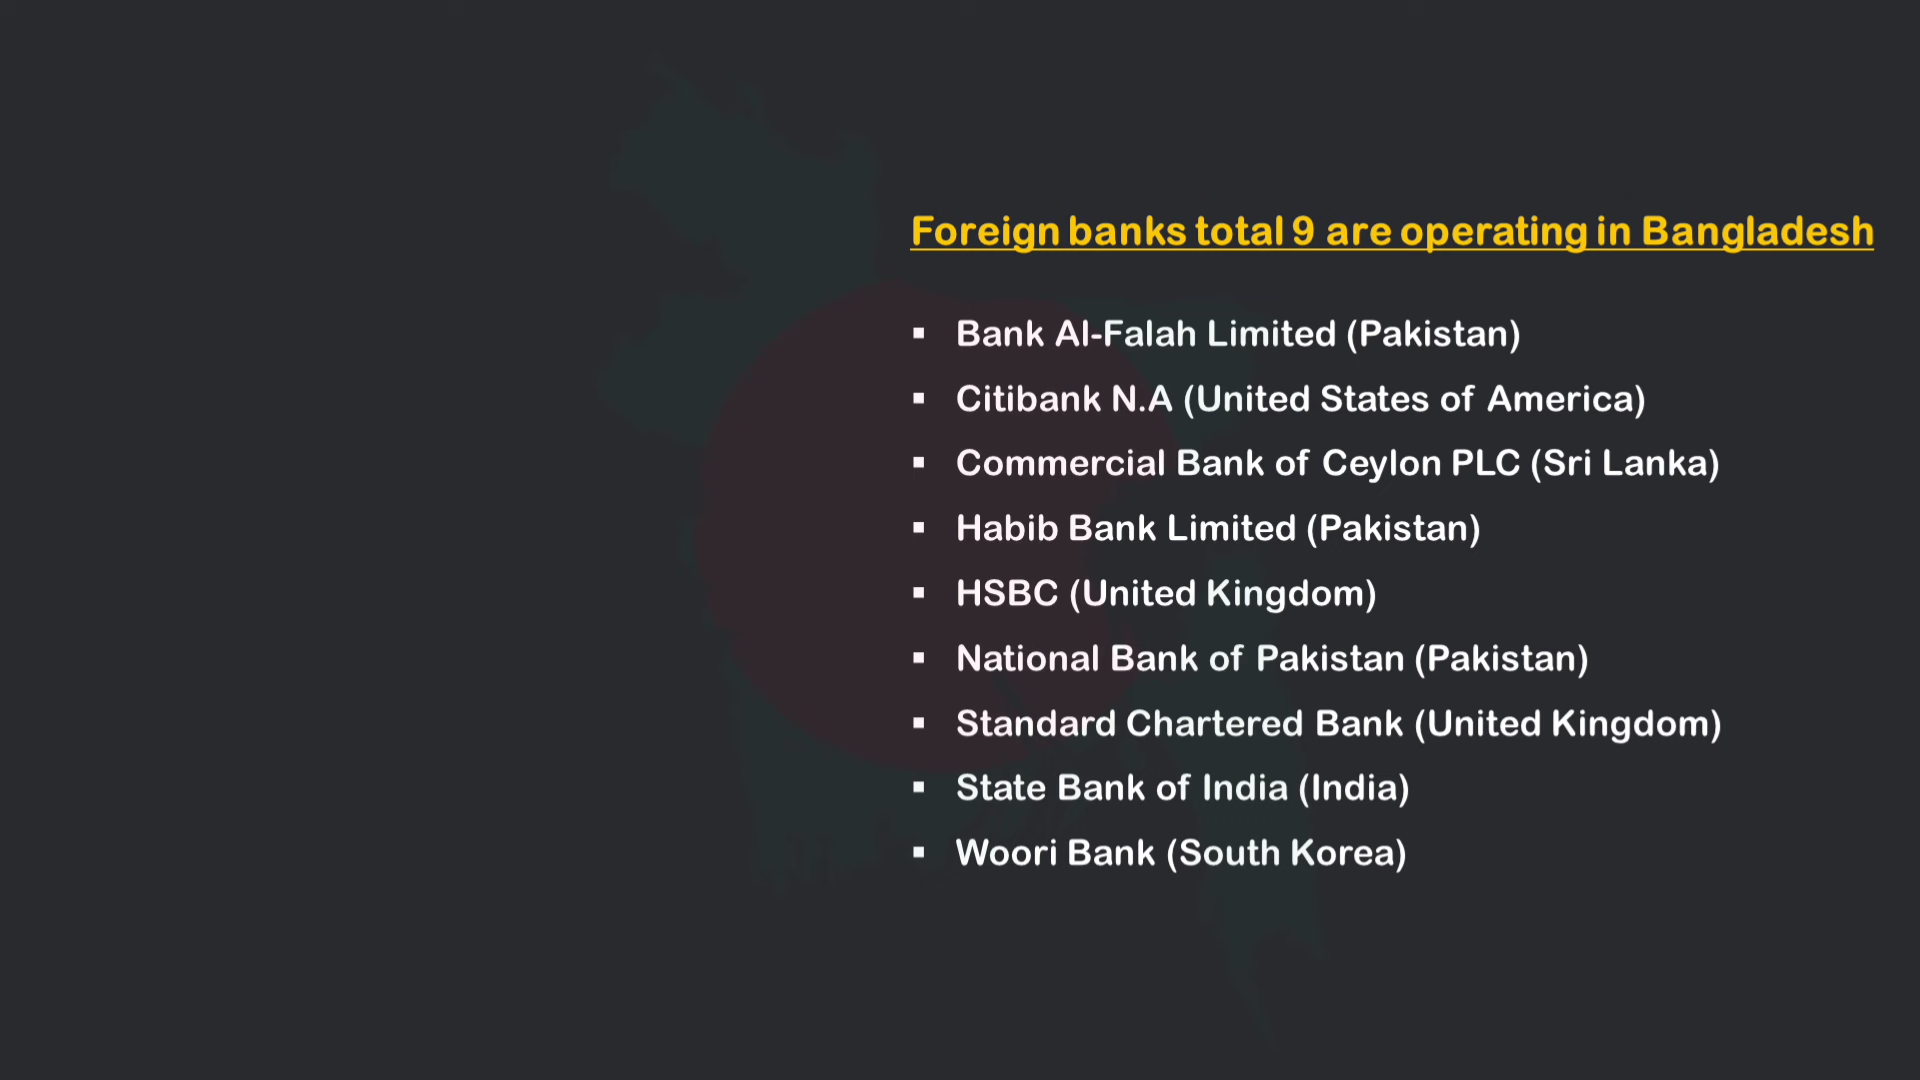 Foreign banks total 9 are operating in Bangladesh
▪ Bank Al-Falah Limited (Pakistan)
▪ Citibank N.A (United States of America)
▪ Commercial Bank of Ceylon PLC (Sri Lanka)
▪ Habib Bank Limited (Pakistan)
▪ HSBC (United Kingdom)
▪ National Bank of Pakistan (Pakistan)
▪ Standard Chartered Bank (United Kingdom)
▪ State Bank of India (India)
▪ Woori Bank (South Korea)